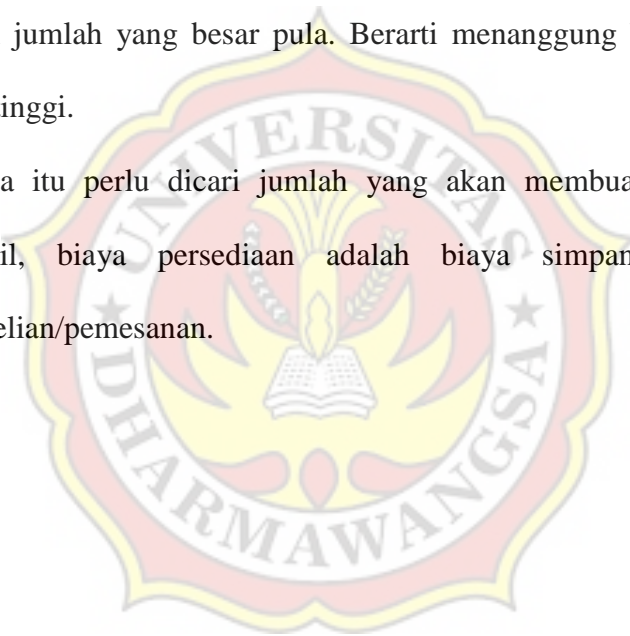 jumlah yang besar pula. Berarti menanggung
inggi.
a itu perlu dicari jumlah yang akan membua
il, biaya persediaan adalah biaya simpan
elian/pemesanan.
UNIVERSITAS
DHARMAWANGSA